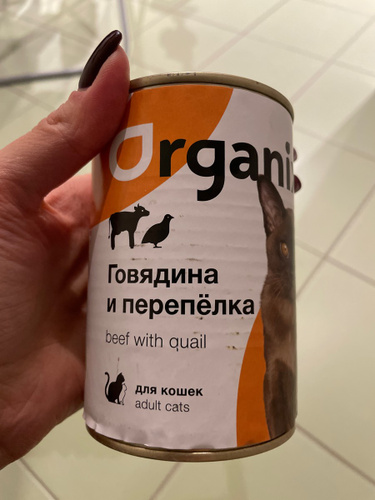 Organi
Говядина
и перепёлка
beef with quail
для кошек
adult cats